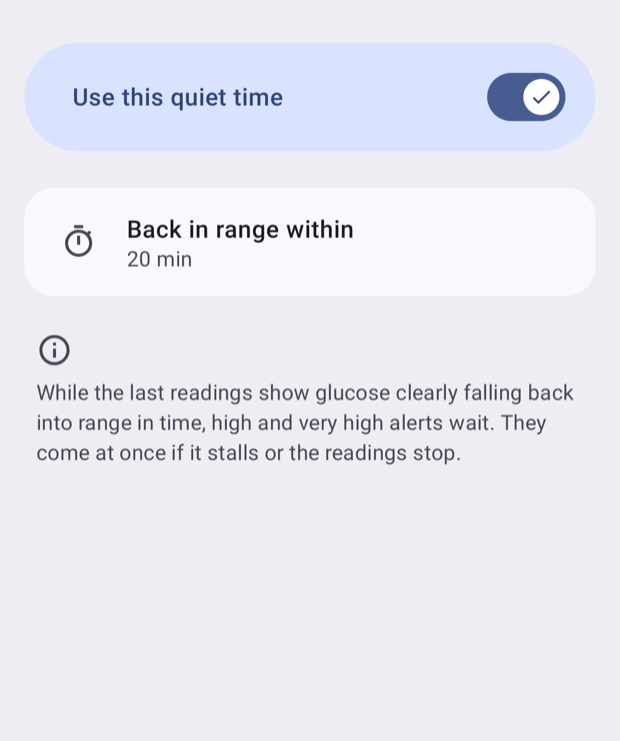 Use this quiet time
Back in range within
20 min
While the last readings show glucose clearly falling back
into range in time, high and very high alerts wait. They
come at once if it stalls or the readings stop.